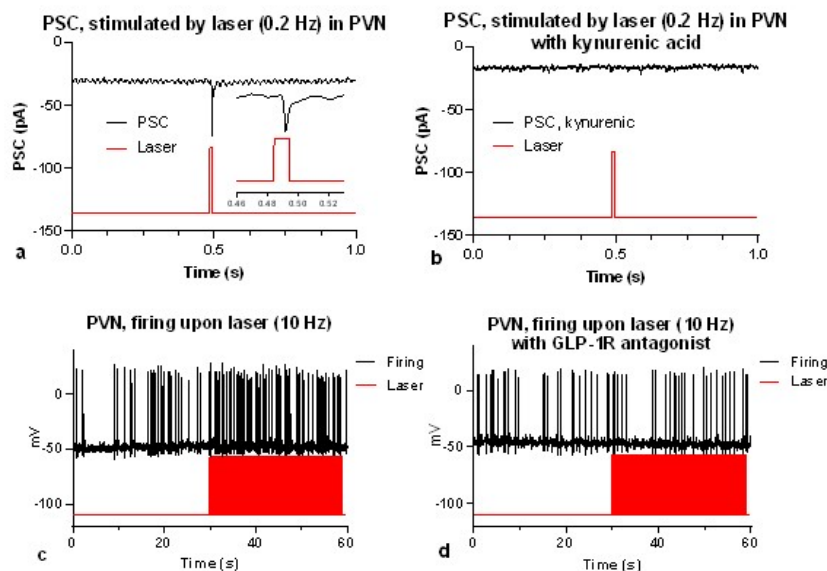 PSC, stimulated by laser (0.2 Hz) in PVN
0
-50
-100
-150
PSC (pA)
PSC
Laser
0.46
0.48
0.50
0.52
0.0
0.5
1.0
Time (s)
a
PSC, stimulated by laser (0.2 Hz) in PVN
with kynurenic acid
0
-50
-100
-150
PSC (pA)
PSC, kynurenic
Laser
0.0
0.5
1.0
Time (s)
b
PVN, firing upon laser (10 Hz)
Firing
Laser
0
-50
-100
mV
0
20
40
60
Time (s)
c
PVN, firing upon laser (10 Hz)
with GLP-1R antagonist
Firing
Laser
0
-50
-100
mV
0
20
40
60
Time (s)
d